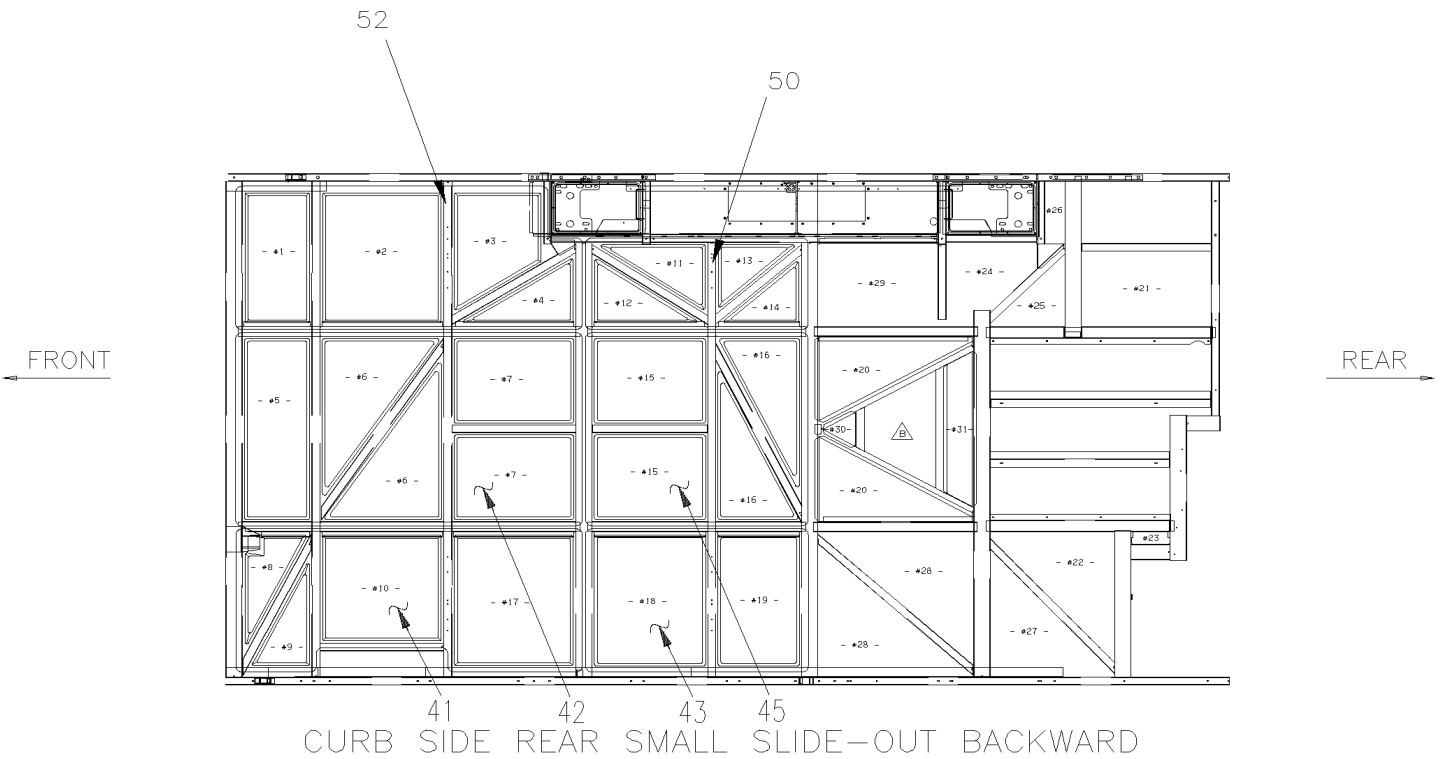 52
50
- #1 -
- #2 -
- #3 -
- #4 -
- #11 -
- #12 -
- #13 -
- #14 -
- #29 -
- #24 -
#26
- #25 -
- #21 -
FRONT
REAR
- #5 -
- #6 -
- #6 -
- #7 -
- #7 -
- #15 -
- #15 -
- #16 -
- #16 -
- #20 -
- #20 -
-#30-
B
-#31-
- #8 -
- #9 -
- #10 -
- #17 -
- #18 -
- #19 -
- #28 -
- #28 -
- #22 -
- #23 -
- #27 -
41
42
43
45
CURB SIDE REAR SMALL SLIDE-OUT BACKWARD